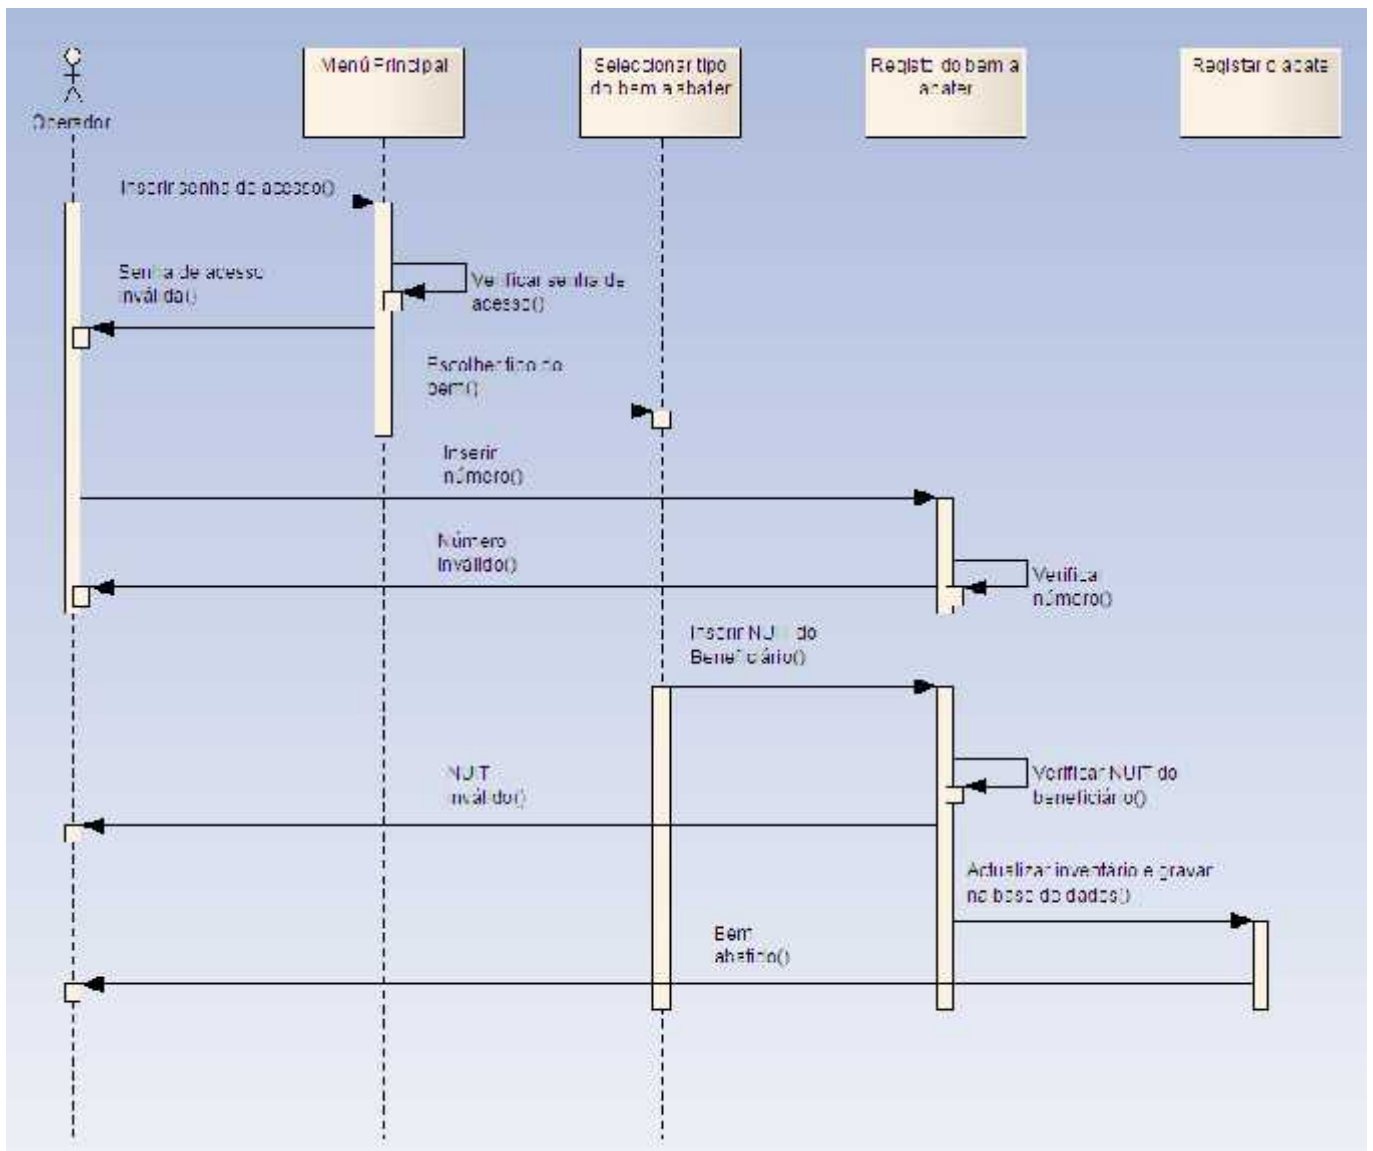 Operador
Menú Principal
Seleccionar tipo
do bem a abater
Registo do bem a
abater
Registar o abate
Inserir senha de acesso()
Verificar senha de
acesso()
Senha de acesso
inválida()
Escolher tipo do
bem()
Inserir
número()
Verificar
número()
Número
inválido()
Inserir NUIT do
Beneficiário()
Verificar NUIT do
beneficiário()
NUIT
inválido()
Actualizar inventário e gravar
na base de dados()
Bem
abatido()